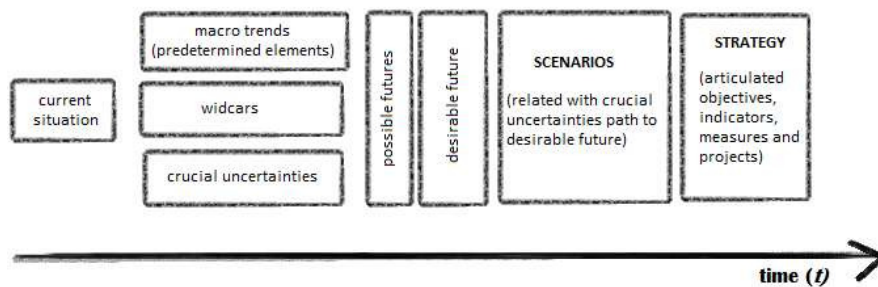 current
situation
macro trends
(predetermined elements)
widcars
crucial uncertainties
possible futures
desirable future
SCENARIOS
(related with crucial
uncertainties path to
desirable future)
STRATEGY
(articulated
objectives,
indicators,
measures and
projects)
time (t)